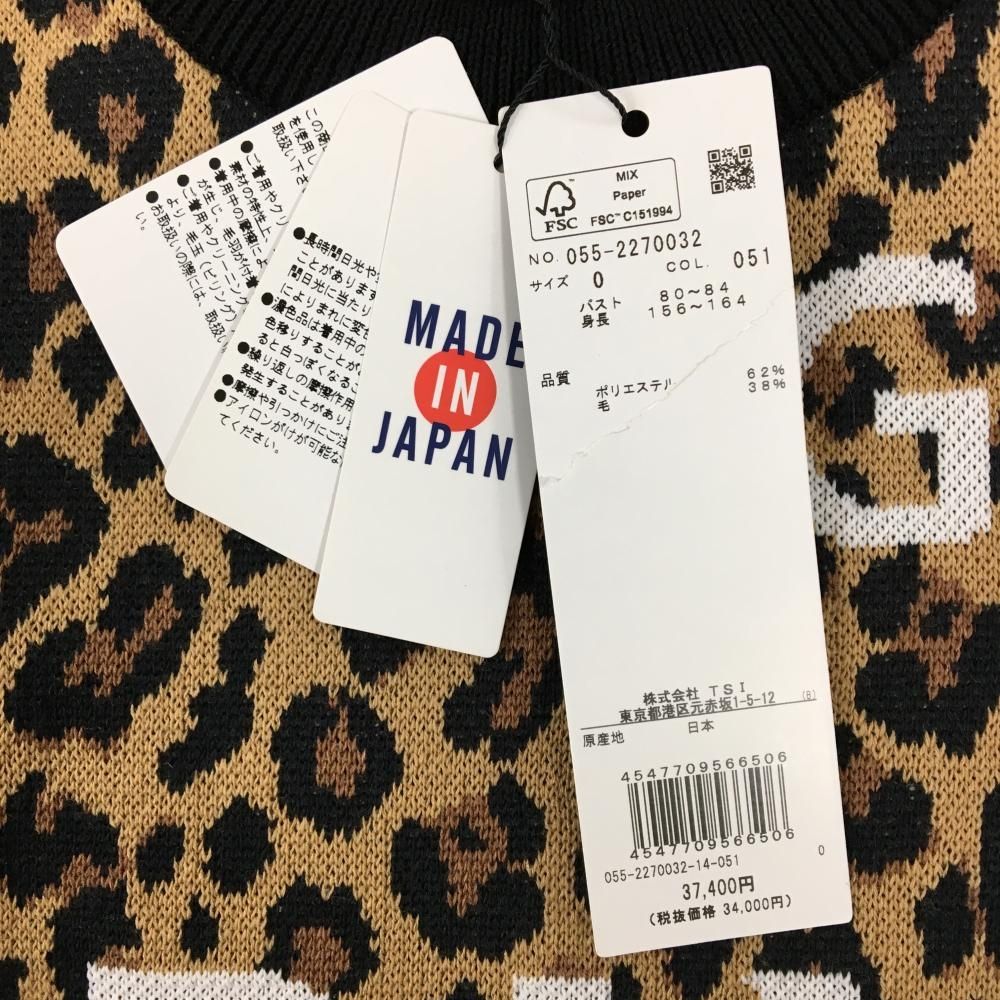 この商
を使用し
取扱い下さ
●ご着用やクリ
素材の特性上、
●着用中の摩擦によ
が生じ、毛羽が付着
●ご着用やクリーニング
より、毛玉（ピリング）
●お取扱いの際には、
い。
●長時間日光や
ことがあります
間日光に当たり
によりまれに変
●濃色品は着用中の
色移りすることが
ると白っぽくなるこ
●繰り返しの摩擦作用
発生することがあり
●摩擦や引っかけにご注
●アイロンがけが可能な
てください。
MADE
IN
JAPAN
MIX
Paper
FSC
FSC™ C151994
NO. 055-2270032
サイズ 0 COL. 051
バスト 80～84
身長 156～164
品質 ポリエステル 62%
毛 38%
株式会社 TSI
東京都港区元赤坂1-5-12 (B)
原産地 日本
4547709566506
4547709566506
055-2270032-14-051 0
37,400円
(税抜価格 34,000円)
G